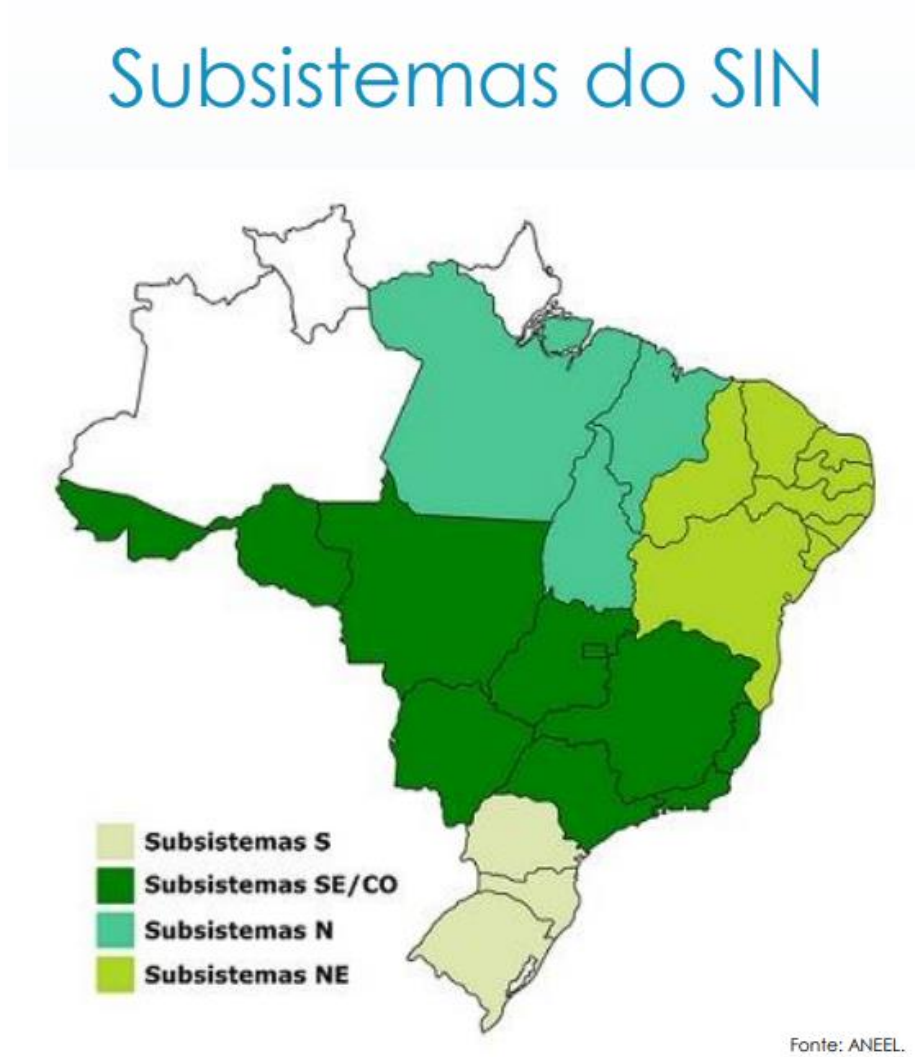 Subsistemas do SIN
Subsistemas S
Subsistemas SE/CO
Subsistemas N
Subsistemas NE
Fonte: ANEEL.